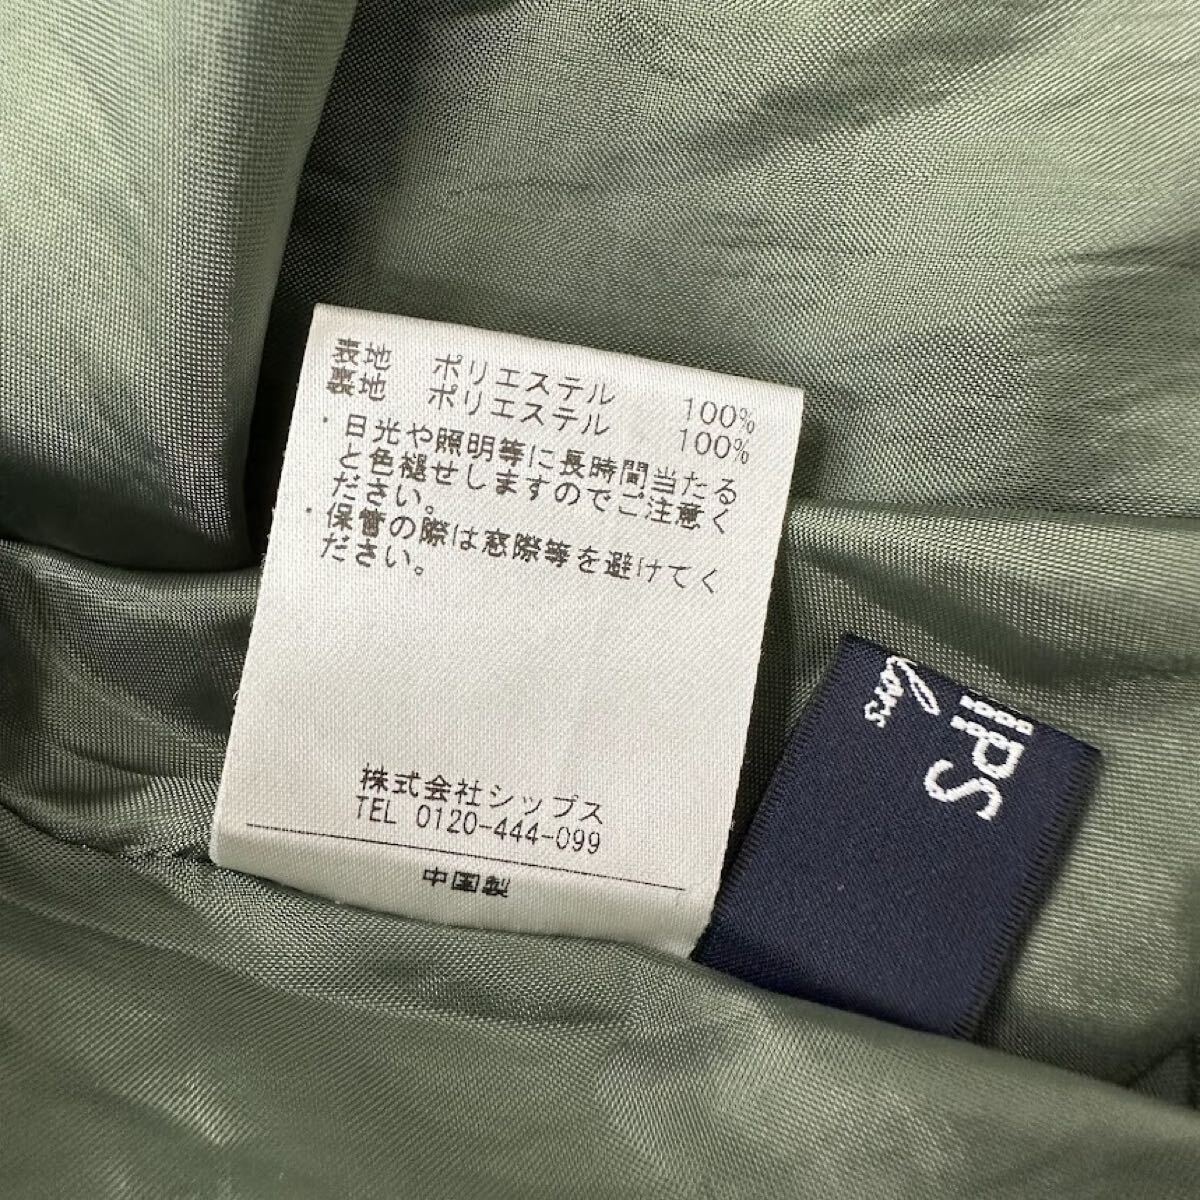 表地 ポリエステル 100%
裏地 ポリエステル 100%
・日光や照明等に長時間当たる
と色褪せしますのでご注意く
ださい。
・保管の際は窓際等を避けてく
ださい。
株式会社シップス
TEL 0120-444-099
中国製
IPS
lors